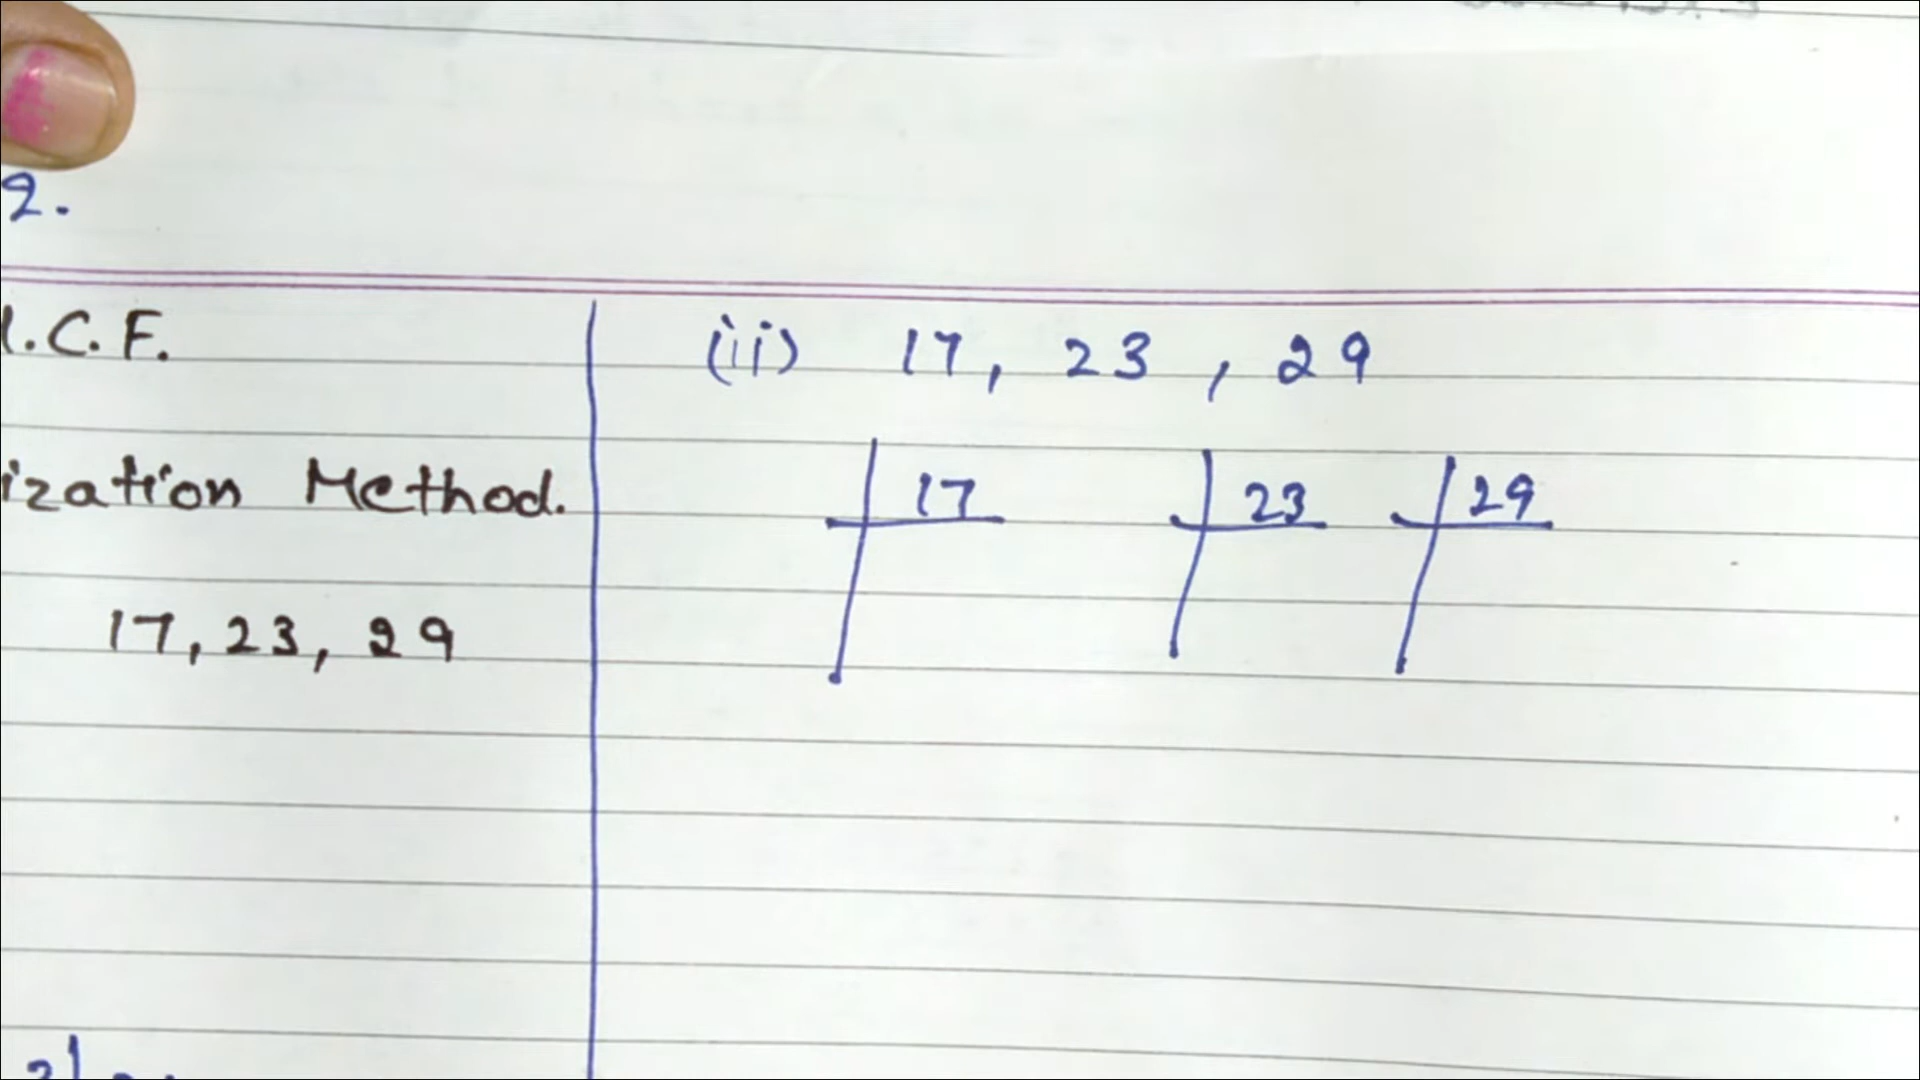 2.
.C.F.
ization Method.
17, 23, 29
(ii) 17, 23, 29
17 23 29